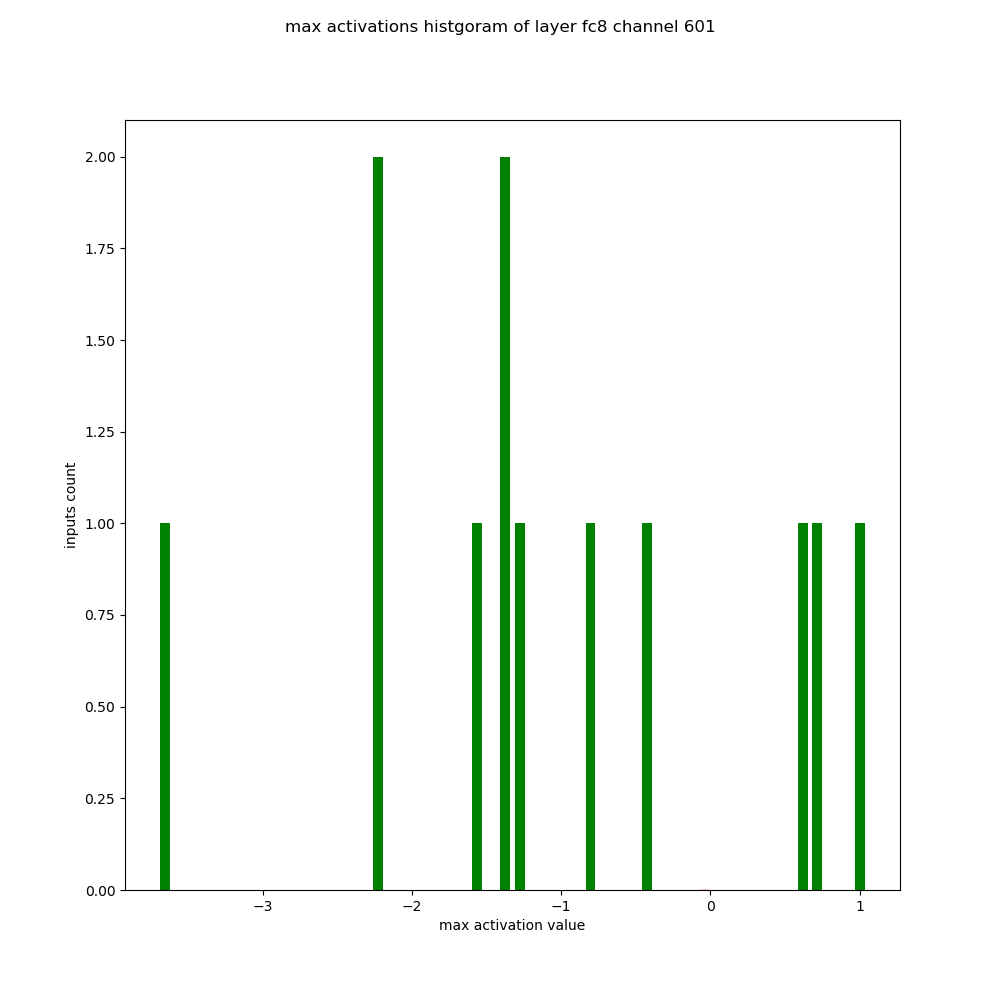 max activations histgoram of layer fc8 channel 601
2.00
1.75
1.50
1.25
1.00
0.75
0.50
0.25
0.00
inputs count
−3 −2 −1 0 1
max activation value